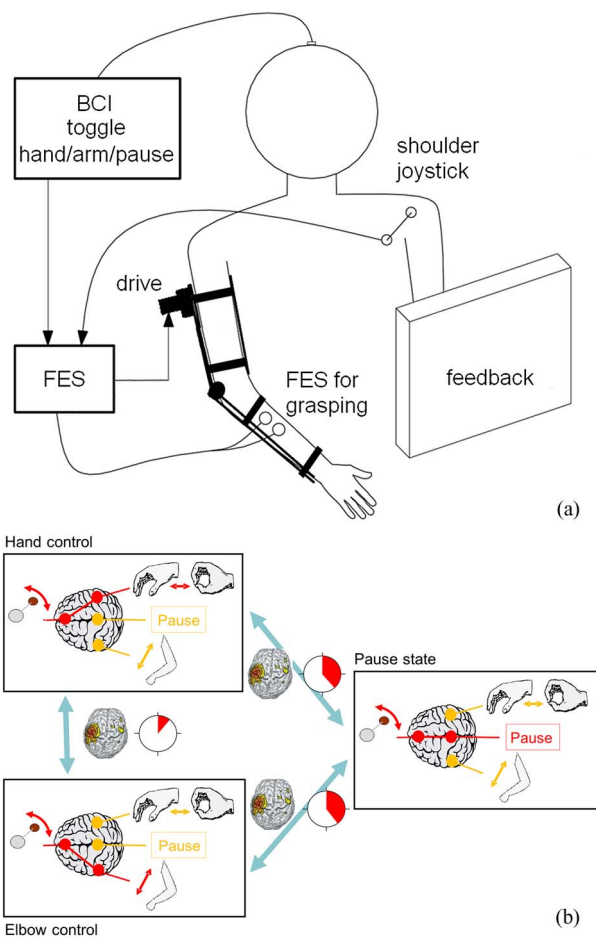 BCI
toggle
hand/arm/pause
shoulder
joystick
drive
FES
FES for
grasping
feedback
(a)
Hand control
Pause
Pause state
Pause
Pause
Elbow control
(b)